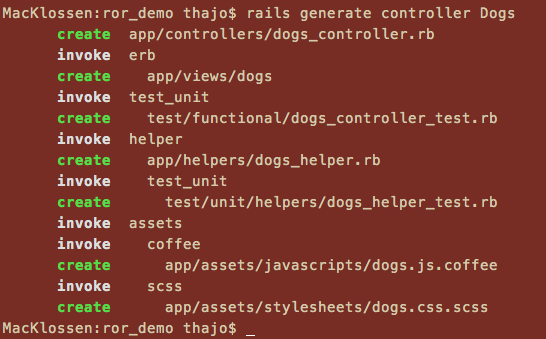 MacKlossen:ror_demo thajo$ rails generate controller Dogs
      create  app/controllers/dogs_controller.rb
      invoke  erb
      create    app/views/dogs
      invoke  test_unit
      create    test/functional/dogs_controller_test.rb
      invoke  helper
      create    app/helpers/dogs_helper.rb
      invoke    test_unit
      create      test/unit/helpers/dogs_helper_test.rb
      invoke  assets
      invoke    coffee
      create      app/assets/javascripts/dogs.js.coffee
      invoke    scss
      create      app/assets/stylesheets/dogs.css.scss
MacKlossen:ror_demo thajo$ _